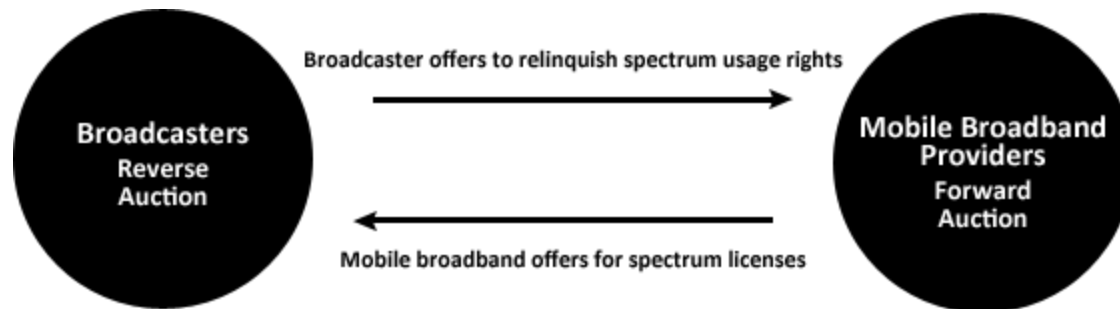 Broadcaster offers to relinquish spectrum usage rights
Broadcasters
Reverse
Auction
Mobile Broadband
Providers
Forward
Auction
Mobile broadband offers for spectrum licenses